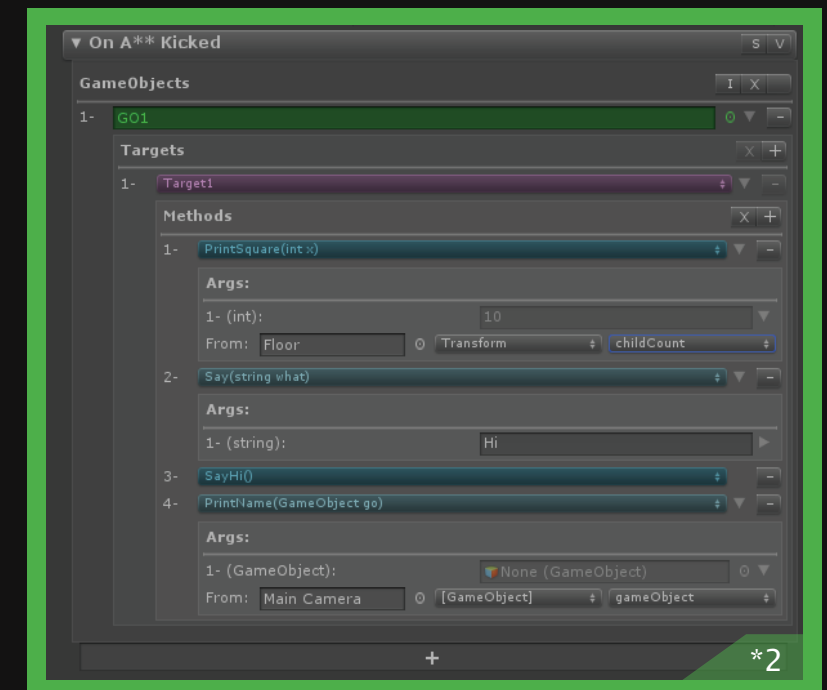 ▼ On A** Kicked S V
GameObjects I X
1- GO1 -
Targets X +
1- Target1 -
Methods X +
1- PrintSquare(int x) -
Args:
1- (int): 10
From: Floor Transform childCount
2- Say(string what) -
Args:
1- (string): Hi
3- SayHi() -
4- PrintName(GameObject go) -
Args:
1- (GameObject): None (GameObject)
From: Main Camera [GameObject] gameObject
+
*2